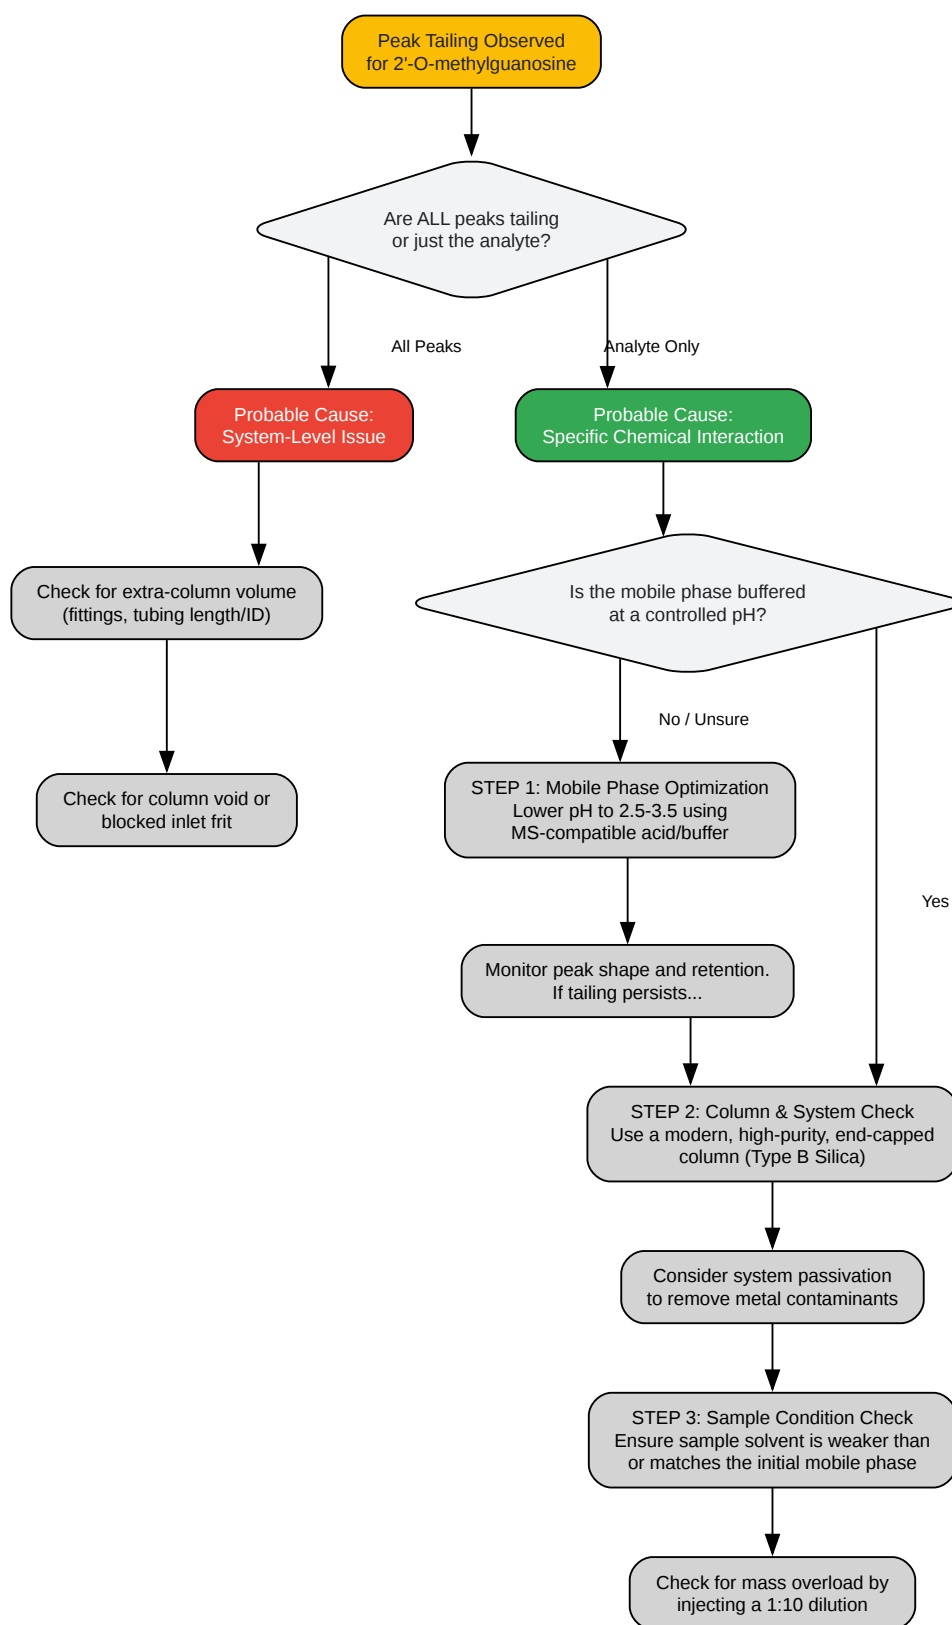 Peak Tailing Observed
for 2'-O-methylguanosine
Are ALL peaks tailing
or just the analyte?
All Peaks
Analyte Only
Probable Cause:
System-Level Issue
Probable Cause:
Specific Chemical Interaction
Check for extra-column volume
(fittings, tubing length/ID)
Is the mobile phase buffered
at a controlled pH?
No / Unsure
Check for column void or
blocked inlet frit
STEP 1: Mobile Phase Optimization
Lower pH to 2.5-3.5 using
MS-compatible acid/buffer
Yes
Monitor peak shape and retention.
If tailing persists...
STEP 2: Column & System Check
Use a modern, high-purity, end-capped
column (Type B Silica)
Consider system passivation
to remove metal contaminants
STEP 3: Sample Condition Check
Ensure sample solvent is weaker than
or matches the initial mobile phase
Check for mass overload by
injecting a 1:10 dilution